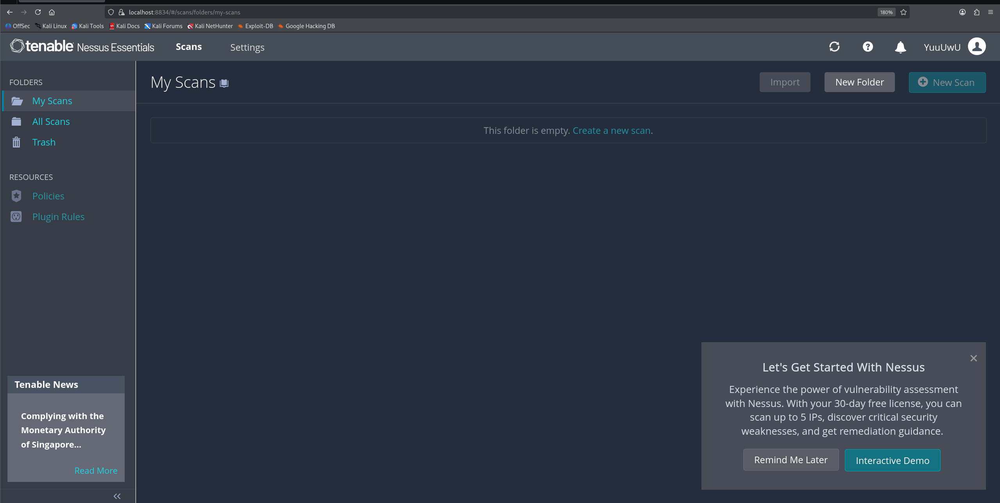 localhost:8834/#/scans/folders/my-scans
180%
OffSec Kali Linux Kali Tools Kali Docs Kali Forums Kali NetHunter Exploit-DB Google Hacking DB
tenable Nessus Essentials Scans Settings YuuUwU
FOLDERS
My Scans
All Scans
Trash
RESOURCES
Policies
Plugin Rules
Tenable News
Complying with the
Monetary Authority
of Singapore...
Read More
My Scans
Import New Folder New Scan
This folder is empty. Create a new scan.
Let's Get Started With Nessus
Experience the power of vulnerability assessment
with Nessus. With your 30-day free license, you can
scan up to 5 IPs, discover critical security
weaknesses, and get remediation guidance.
Remind Me Later Interactive Demo